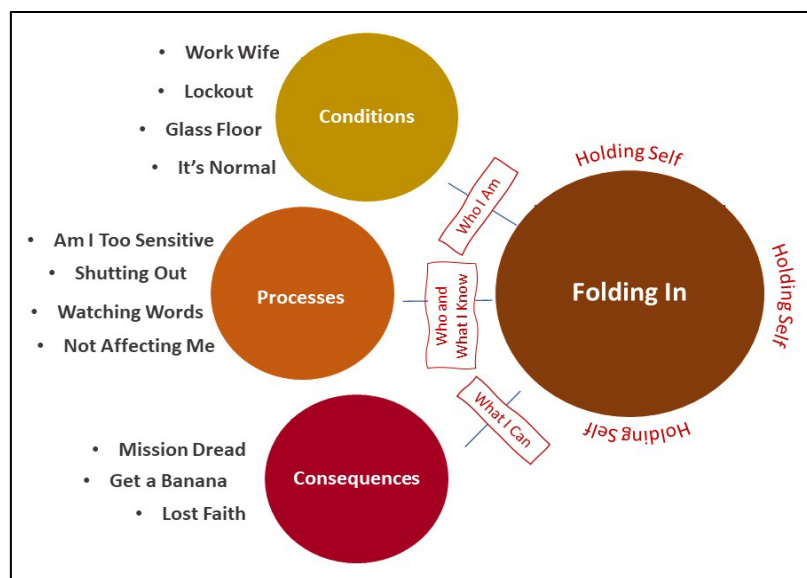 • Work Wife
• Lockout
• Glass Floor
• It's Normal
Conditions
• Am I Too Sensitive
• Shutting Out
• Watching Words
• Not Affecting Me
Processes
• Mission Dread
• Get a Banana
• Lost Faith
Consequences
Who I Am
Who and
What I Know
What I Can
Holding Self
Folding In
Holding Self
Holding Self